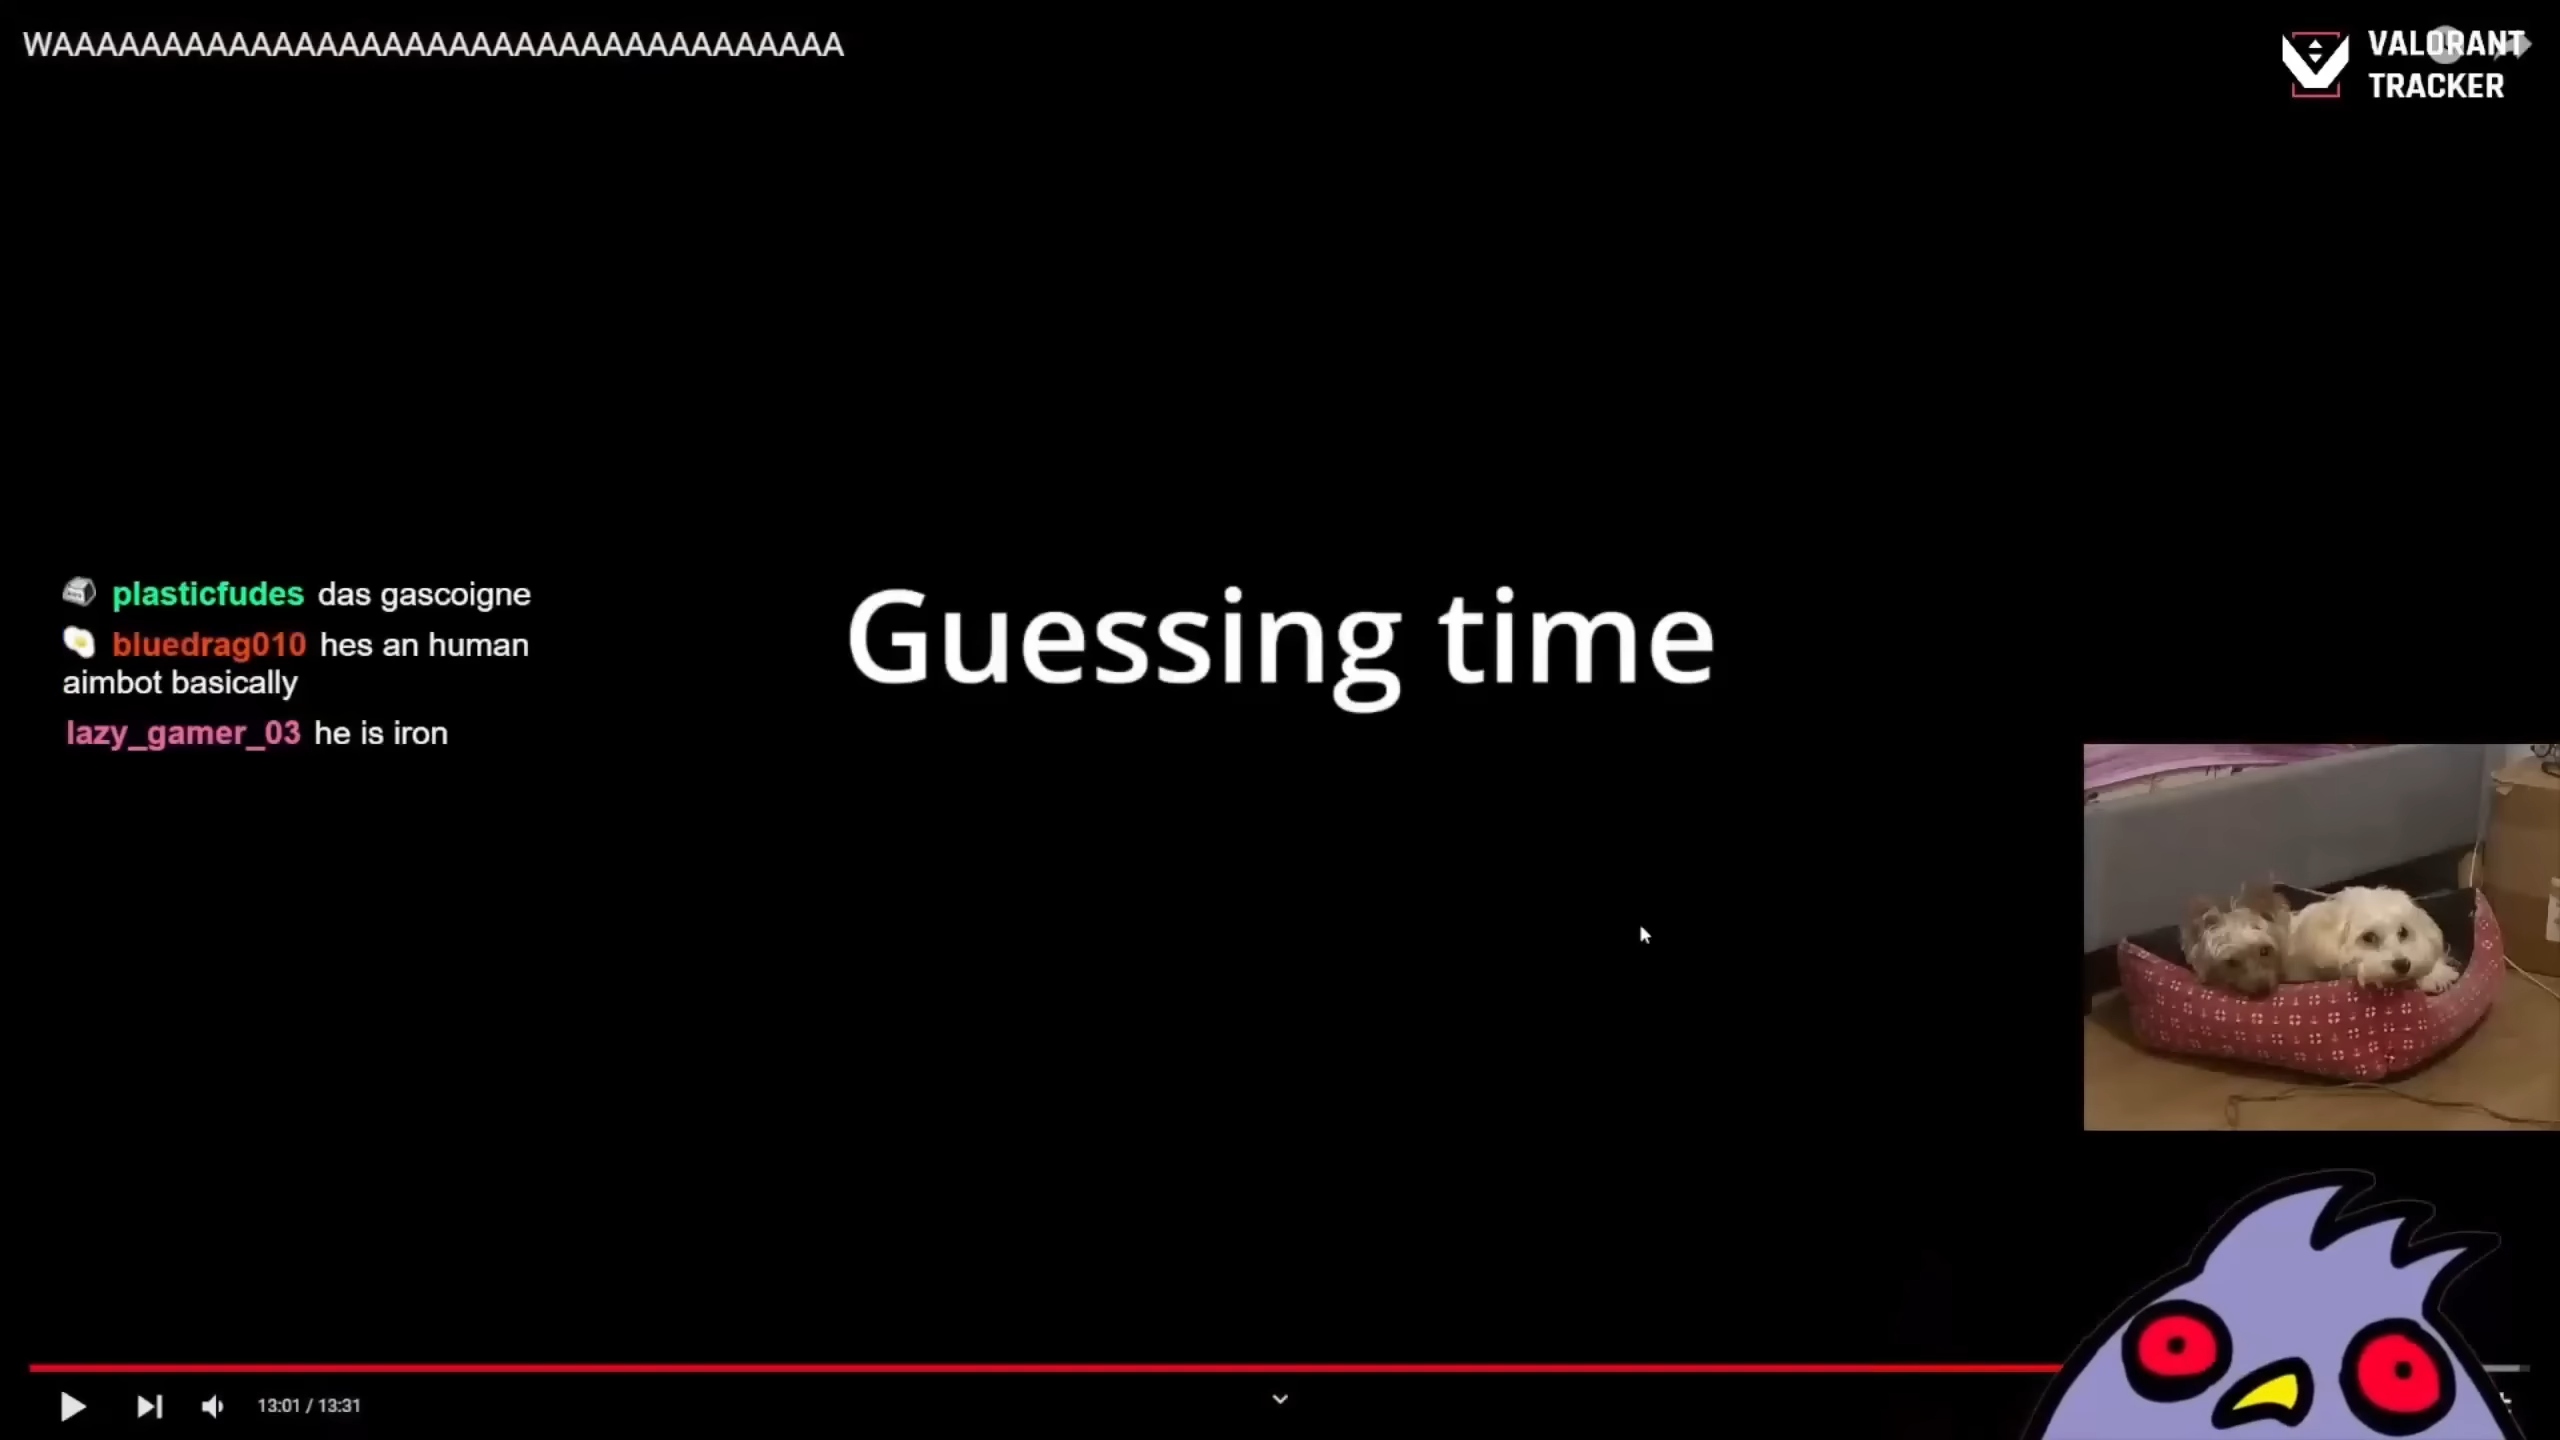 WAAAAAAAAAAAAAAAAAAAAAAAAAAAAAAAAAAAAA
VALORANT
TRACKER
plasticfudes das gascoigne
bluedrag010 hes an human
aimbot basically
lazy_gamer_03 he is iron
Guessing time
13:01 / 13:31